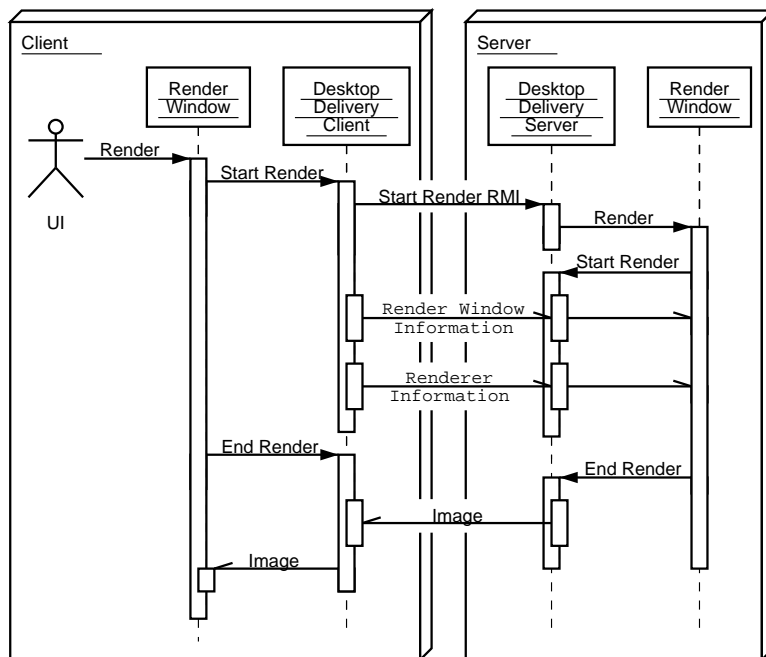 Client
Server
Render
Window
Desktop
Delivery
Client
Desktop
Delivery
Server
Render
Window
UI
Render
Start Render
Start Render RMI
Render
Start Render
Render Window
Information
Renderer
Information
End Render
End Render
Image
Image